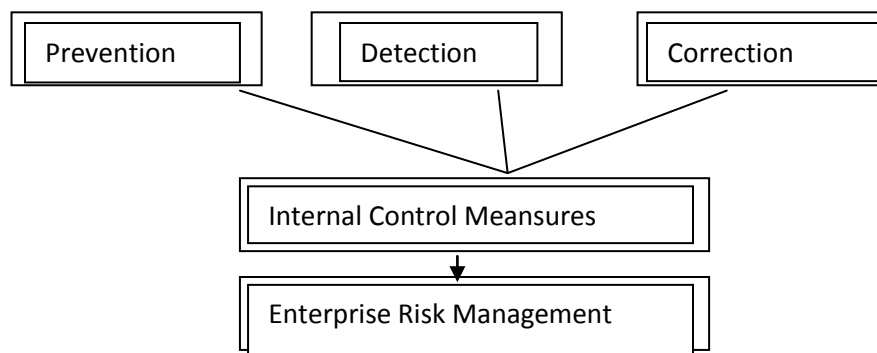 Prevention
Detection
Correction
Internal Control Meansures
Enterprise Risk Management